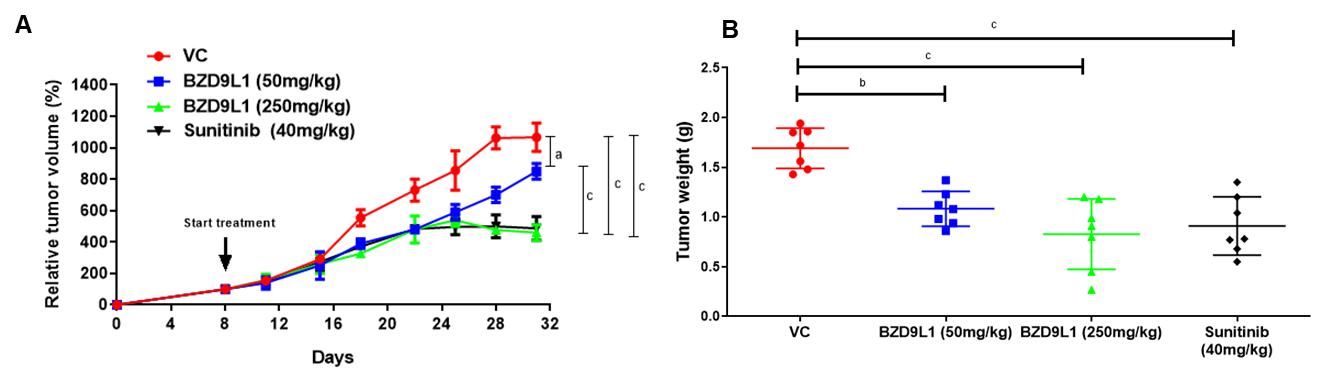 A
VC
BZD9L1 (50mg/kg)
BZD9L1 (250mg/kg)
Sunitinib (40mg/kg)
Relative tumor volume (%)
1400
1200
1000
800
600
400
200
0
Start treatment
a
c
c
c
0
4
8
12
16
20
24
28
32
Days
B
c
c
b
Tumor weight (g)
2.5
2.0
1.5
1.0
0.5
0.0
VC
BZD9L1 (50mg/kg)
BZD9L1 (250mg/kg)
Sunitinib
(40mg/kg)